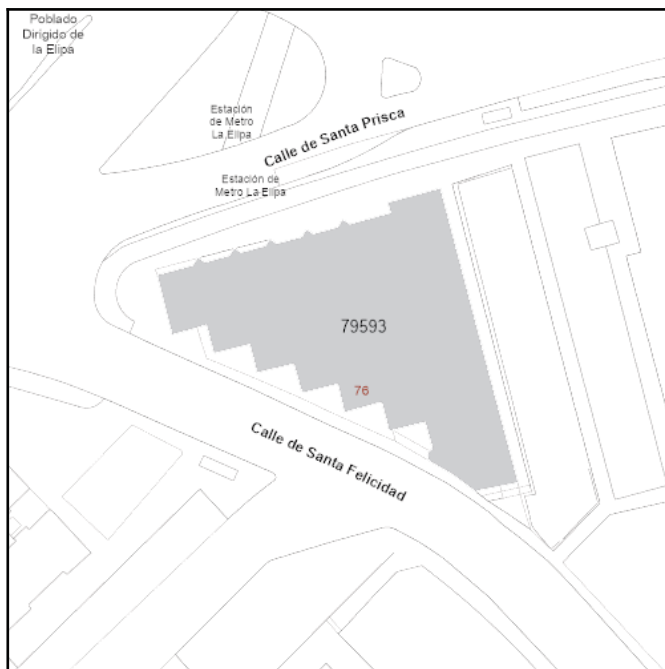 Poblado
Dirigido de
la Elipa
Estación
de Metro
La Elipa
Calle de Santa Prisca
Estación de
Metro La Elipa
79593
76
Calle de Santa Felicidad